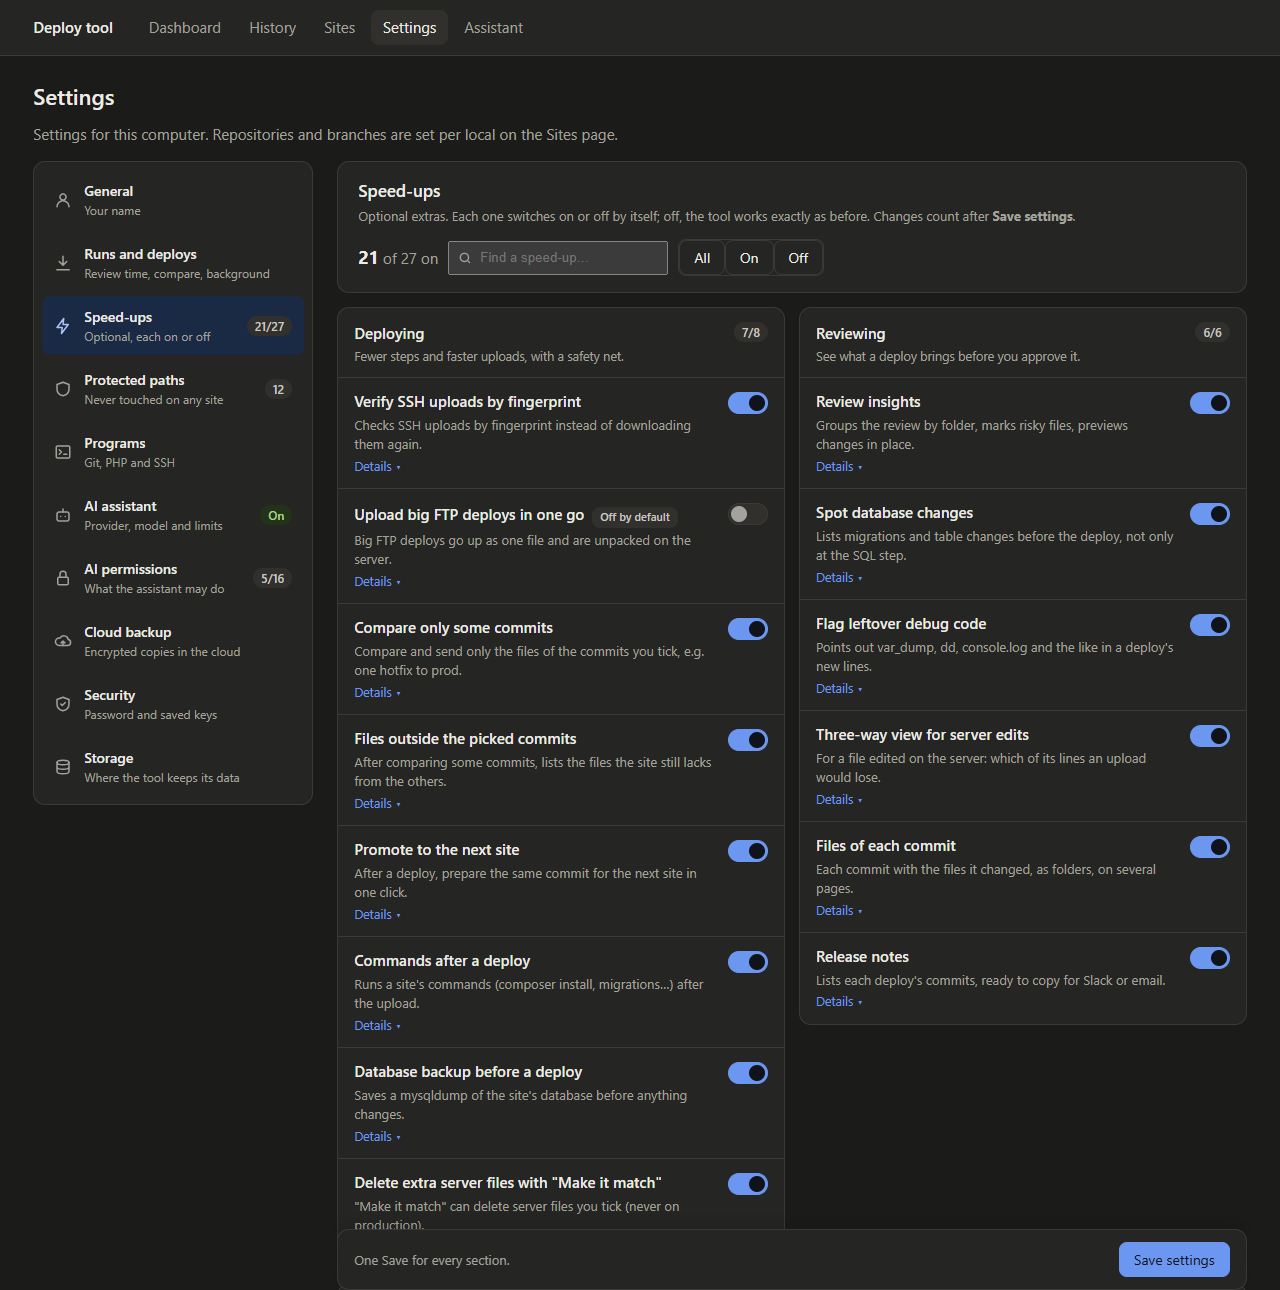 Deploy tool
Dashboard
History
Sites
Settings
Assistant
Settings
Settings for this computer. Repositories and branches are set per local on the Sites page.
General
Your name
Runs and deploys
Review time, compare, background
Speed-ups
Optional, each on or off
21/27
Protected paths
Never touched on any site
12
Programs
Git, PHP and SSH
AI assistant
Provider, model and limits
On
AI permissions
What the assistant may do
5/16
Cloud backup
Encrypted copies in the cloud
Security
Password and saved keys
Storage
Where the tool keeps its data
Speed-ups
Optional extras. Each one switches on or off by itself; off, the tool works exactly as before. Changes count after Save settings.
21 of 27 on
Find a speed-up...
All
On
Off
Deploying
7/8
Fewer steps and faster uploads, with a safety net.
Verify SSH uploads by fingerprint
Checks SSH uploads by fingerprint instead of downloading
them again.
Details
Upload big FTP deploys in one go
Off by default
Big FTP deploys go up as one file and are unpacked on the
server.
Details
Compare only some commits
Compare and send only the files of the commits you tick, e.g.
one hotfix to prod.
Details
Files outside the picked commits
After comparing some commits, lists the files the site still lacks
from the others.
Details
Promote to the next site
After a deploy, prepare the same commit for the next site in
one click.
Details
Commands after a deploy
Runs a site's commands (composer install, migrations...) after
the upload.
Details
Database backup before a deploy
Saves a mysqldump of the site's database before anything
changes.
Details
Delete extra server files with "Make it match"
"Make it match" can delete server files you tick (never on
production).
Reviewing
6/6
See what a deploy brings before you approve it.
Review insights
Groups the review by folder, marks risky files, previews
changes in place.
Details
Spot database changes
Lists migrations and table changes before the deploy, not only
at the SQL step.
Details
Flag leftover debug code
Points out var_dump, dd, console.log and the like in a deploy's
new lines.
Details
Three-way view for server edits
For a file edited on the server: which of its lines an upload
would lose.
Details
Files of each commit
Each commit with the files it changed, as folders, on several
pages.
Details
Release notes
Lists each deploy's commits, ready to copy for Slack or email.
Details
One Save for every section.
Save settings